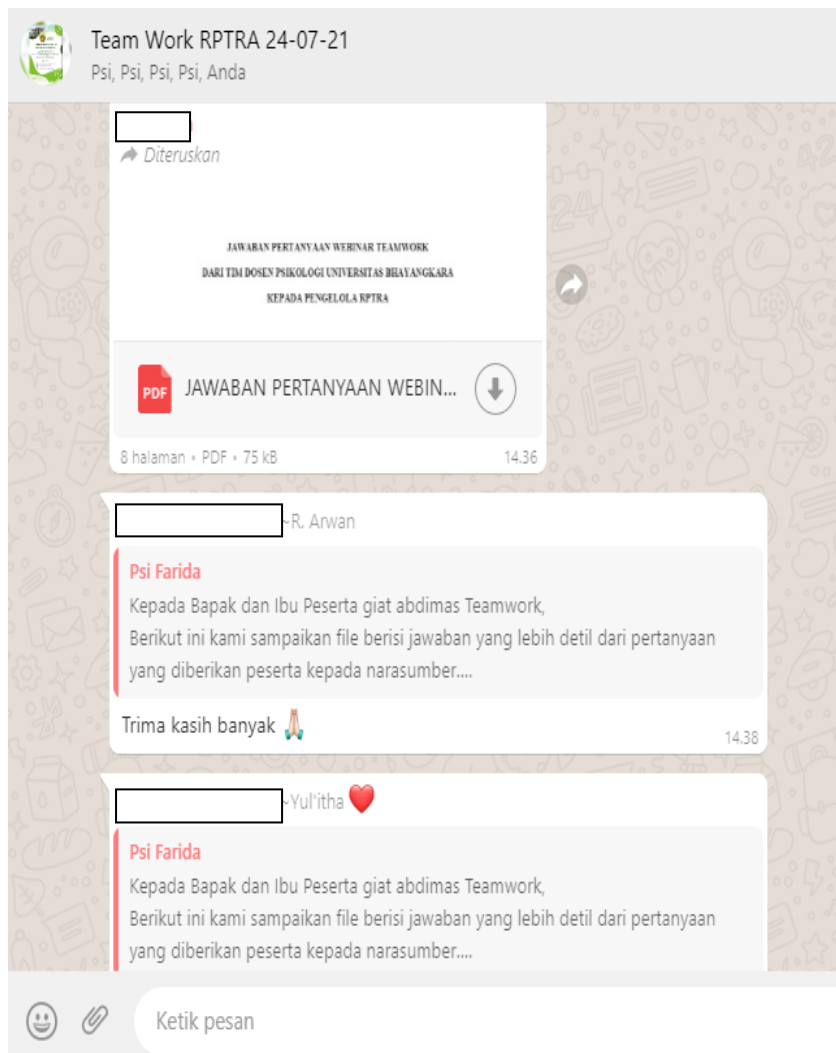 Team Work RPTRA 24-07-21
Psi, Psi, Psi, Psi, Anda
Diteruskan
JAWABAN PERTANYAAN WEBINAR TEAMWORK
DARI TIM DOSEN PSIKOLOGI UNIVERSITAS BHAYANGKARA
KEPADA PENGELOLA RPTRA
PDF JAWABAN PERTANYAAN WEBIN...
8 halaman • PDF • 75 kB 14.36
~R. Arwan
Psi Farida
Kepada Bapak dan Ibu Peserta giat abdimas Teamwork,
Berikut ini kami sampaikan file berisi jawaban yang lebih detil dari pertanyaan
yang diberikan peserta kepada narasumber....
Trima kasih banyak 🙏🏻
14.38
~Yul'itha ❤️
Psi Farida
Kepada Bapak dan Ibu Peserta giat abdimas Teamwork,
Berikut ini kami sampaikan file berisi jawaban yang lebih detil dari pertanyaan
yang diberikan peserta kepada narasumber....
Ketik pesan